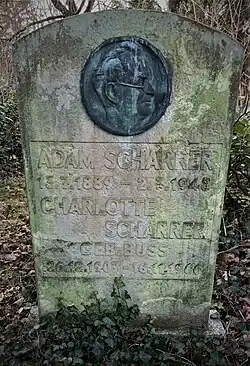 ADAM SCHARRER
13.7.1889 – 2.3.1948
CHARLOTTE
SCHARRER
GEB. BUSS